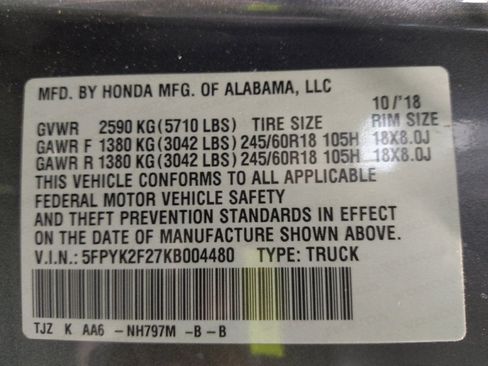 MFD. BY HONDA MFG. OF ALABAMA, LLC
10/'18
GVWR 2590 KG(5710 LBS) TIRE SIZE RIM SIZE
GAWR F 1380 KG(3042 LBS) 245/60R18 105H 18X8.0J
GAWR R 1380 KG(3042 LBS) 245/60R18 105H 18X8.0J
THIS VEHICLE CONFORMS TO ALL APPLICABLE
FEDERAL MOTOR VEHICLE SAFETY
AND THEFT PREVENTION STANDARDS IN EFFECT
ON THE DATE OF MANUFACTURE SHOWN ABOVE.
V.I.N.: 5FPYK2F27KB004480 TYPE: TRUCK
TJZ K AA6 -NH797M -B-B